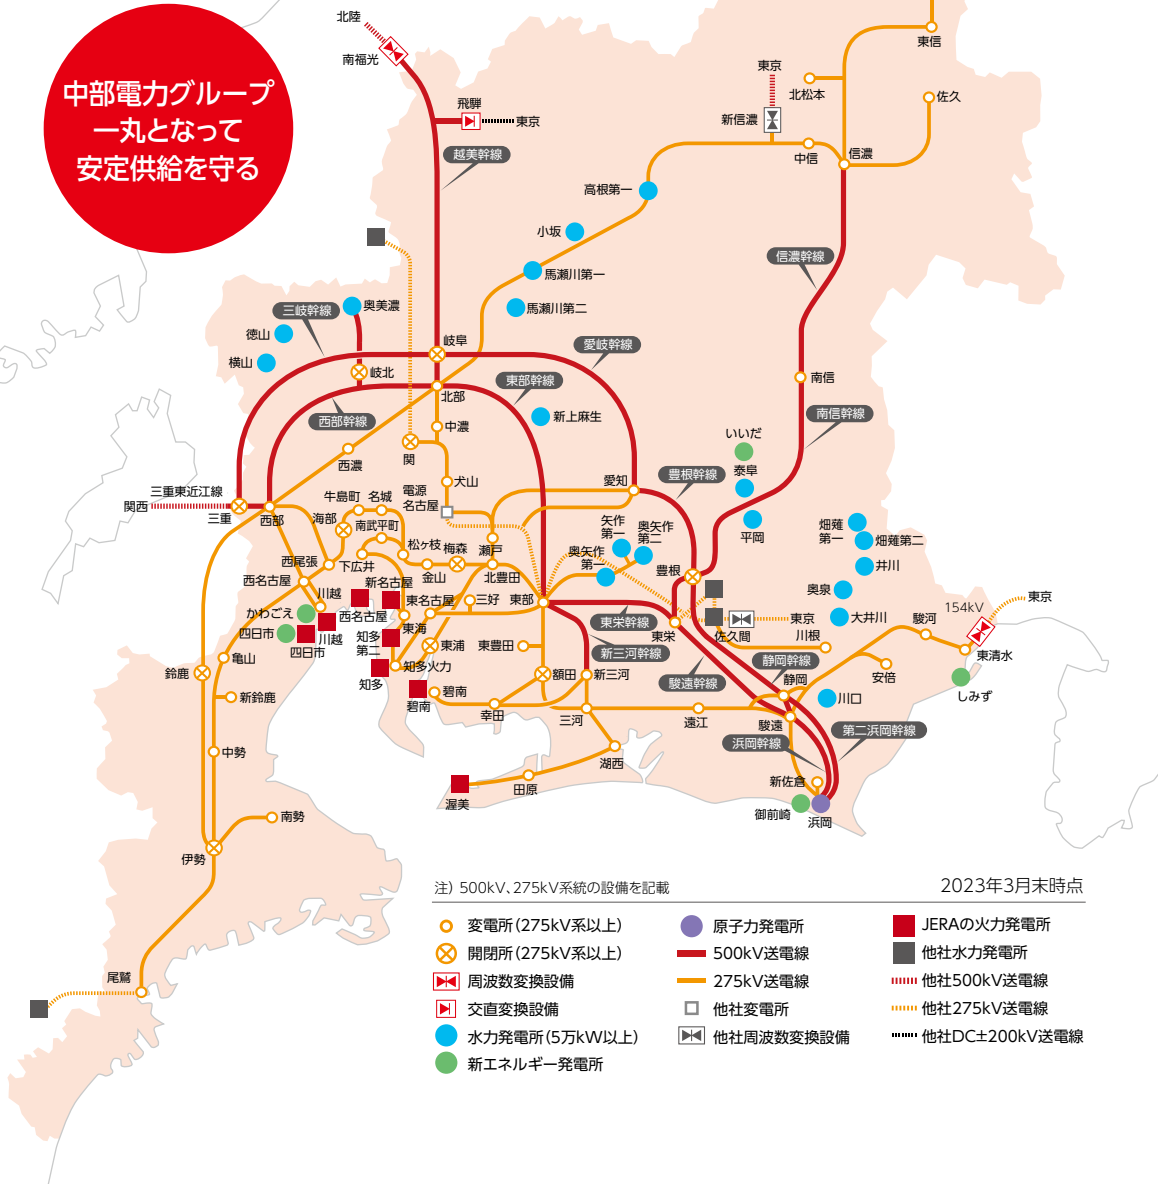 中部電力グループ
一丸となって
安定供給を守る
北陸
南福光
飛騨
東京
越美幹線
東京
新信濃
北松本
東信
佐久
中信
信濃
高根第一
小坂
馬瀬川第一
馬瀬川第二
信濃幹線
三岐幹線
奥美濃
徳山
横山
岐阜
愛岐幹線
岐北
北部
東部幹線
南信
西部幹線
中濃
新上麻生
南信幹線
西濃
関
いいだ
泰阜
犬山
愛知
豊根幹線
三重東近江線
関西
三重
西部
牛島町
名城
電源
名古屋
海部
南武平町
矢作
第一
奥矢作
第二
平岡
畑薙
第一
畑薙第二
井川
西尾張
下広井
松ヶ枝
梅森
瀬戸
奥矢作
第一
豊根
西名古屋
新名古屋
金山
北豊田
奥泉
川越
かわごえ
西名古屋
東名古屋
三好
東部
四日市
四日市
川越
知多
第二
東海
東栄幹線
東栄
佐久間
東京
大井川
川根
駿河
154kV
東京
東清水
亀山
鈴鹿
知多
知多火力
東浦
東豊田
新三河幹線
静岡幹線
静岡
安倍
しみず
新鈴鹿
碧南
碧南
額田
新三河
駿遠幹線
川口
幸田
三河
遠江
駿遠
第二浜岡幹線
浜岡幹線
中勢
湖西
田原
渥美
新佐倉
御前崎
浜岡
南勢
伊勢
尾鷲
注) 500kV、275kV系統の設備を記載
2023年3月末時点
変電所(275kV系以上)
開閉所(275kV系以上)
周波数変換設備
交直変換設備
水力発電所(5万kW以上)
新エネルギー発電所
原子力発電所
500kV送電線
275kV送電線
他社変電所
他社周波数変換設備
JERAの火力発電所
他社水力発電所
他社500kV送電線
他社275kV送電線
他社DC±200kV送電線